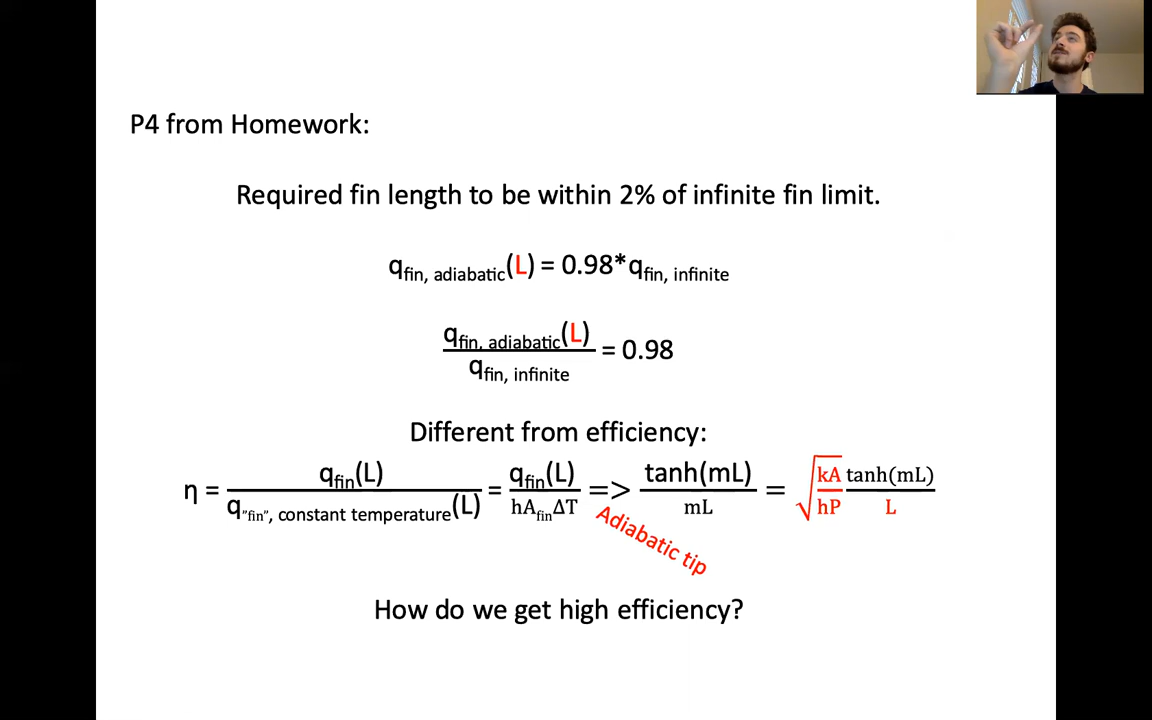 P4 from Homework:
Required fin length to be within 2% of infinite fin limit.
qfin, adiabatic(L) = 0.98*qfin, infinite
qfin, adiabatic(L)
= 0.98
qfin, infinite
Different from efficiency:
η = qfin(L) / q"fin", constant temperature(L) = qfin(L) / hAfinΔT => tanh(mL) / mL = √(kA / hP) tanh(mL) / L
Adiabatic tip
How do we get high efficiency?